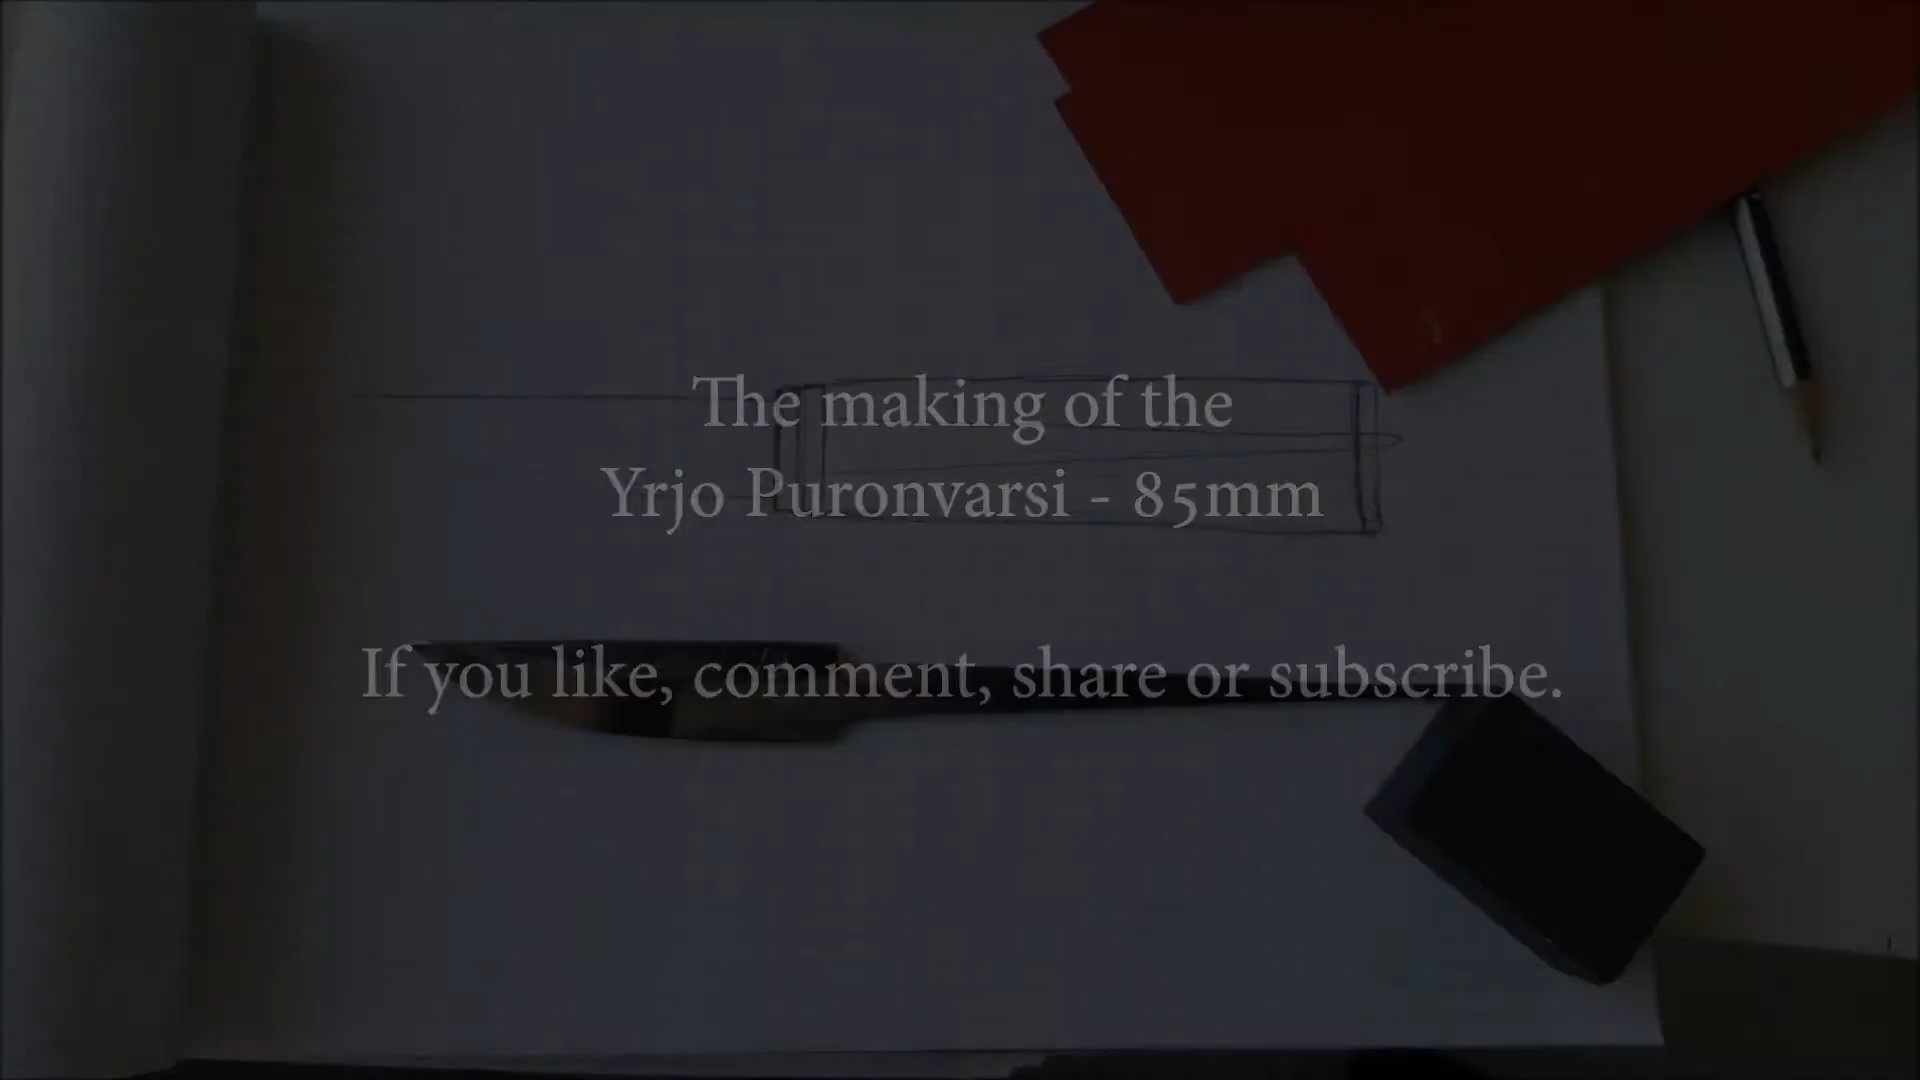 The making of the
Yrjo Puronvarsi - 85mm
If you like, comment, share or subscribe.